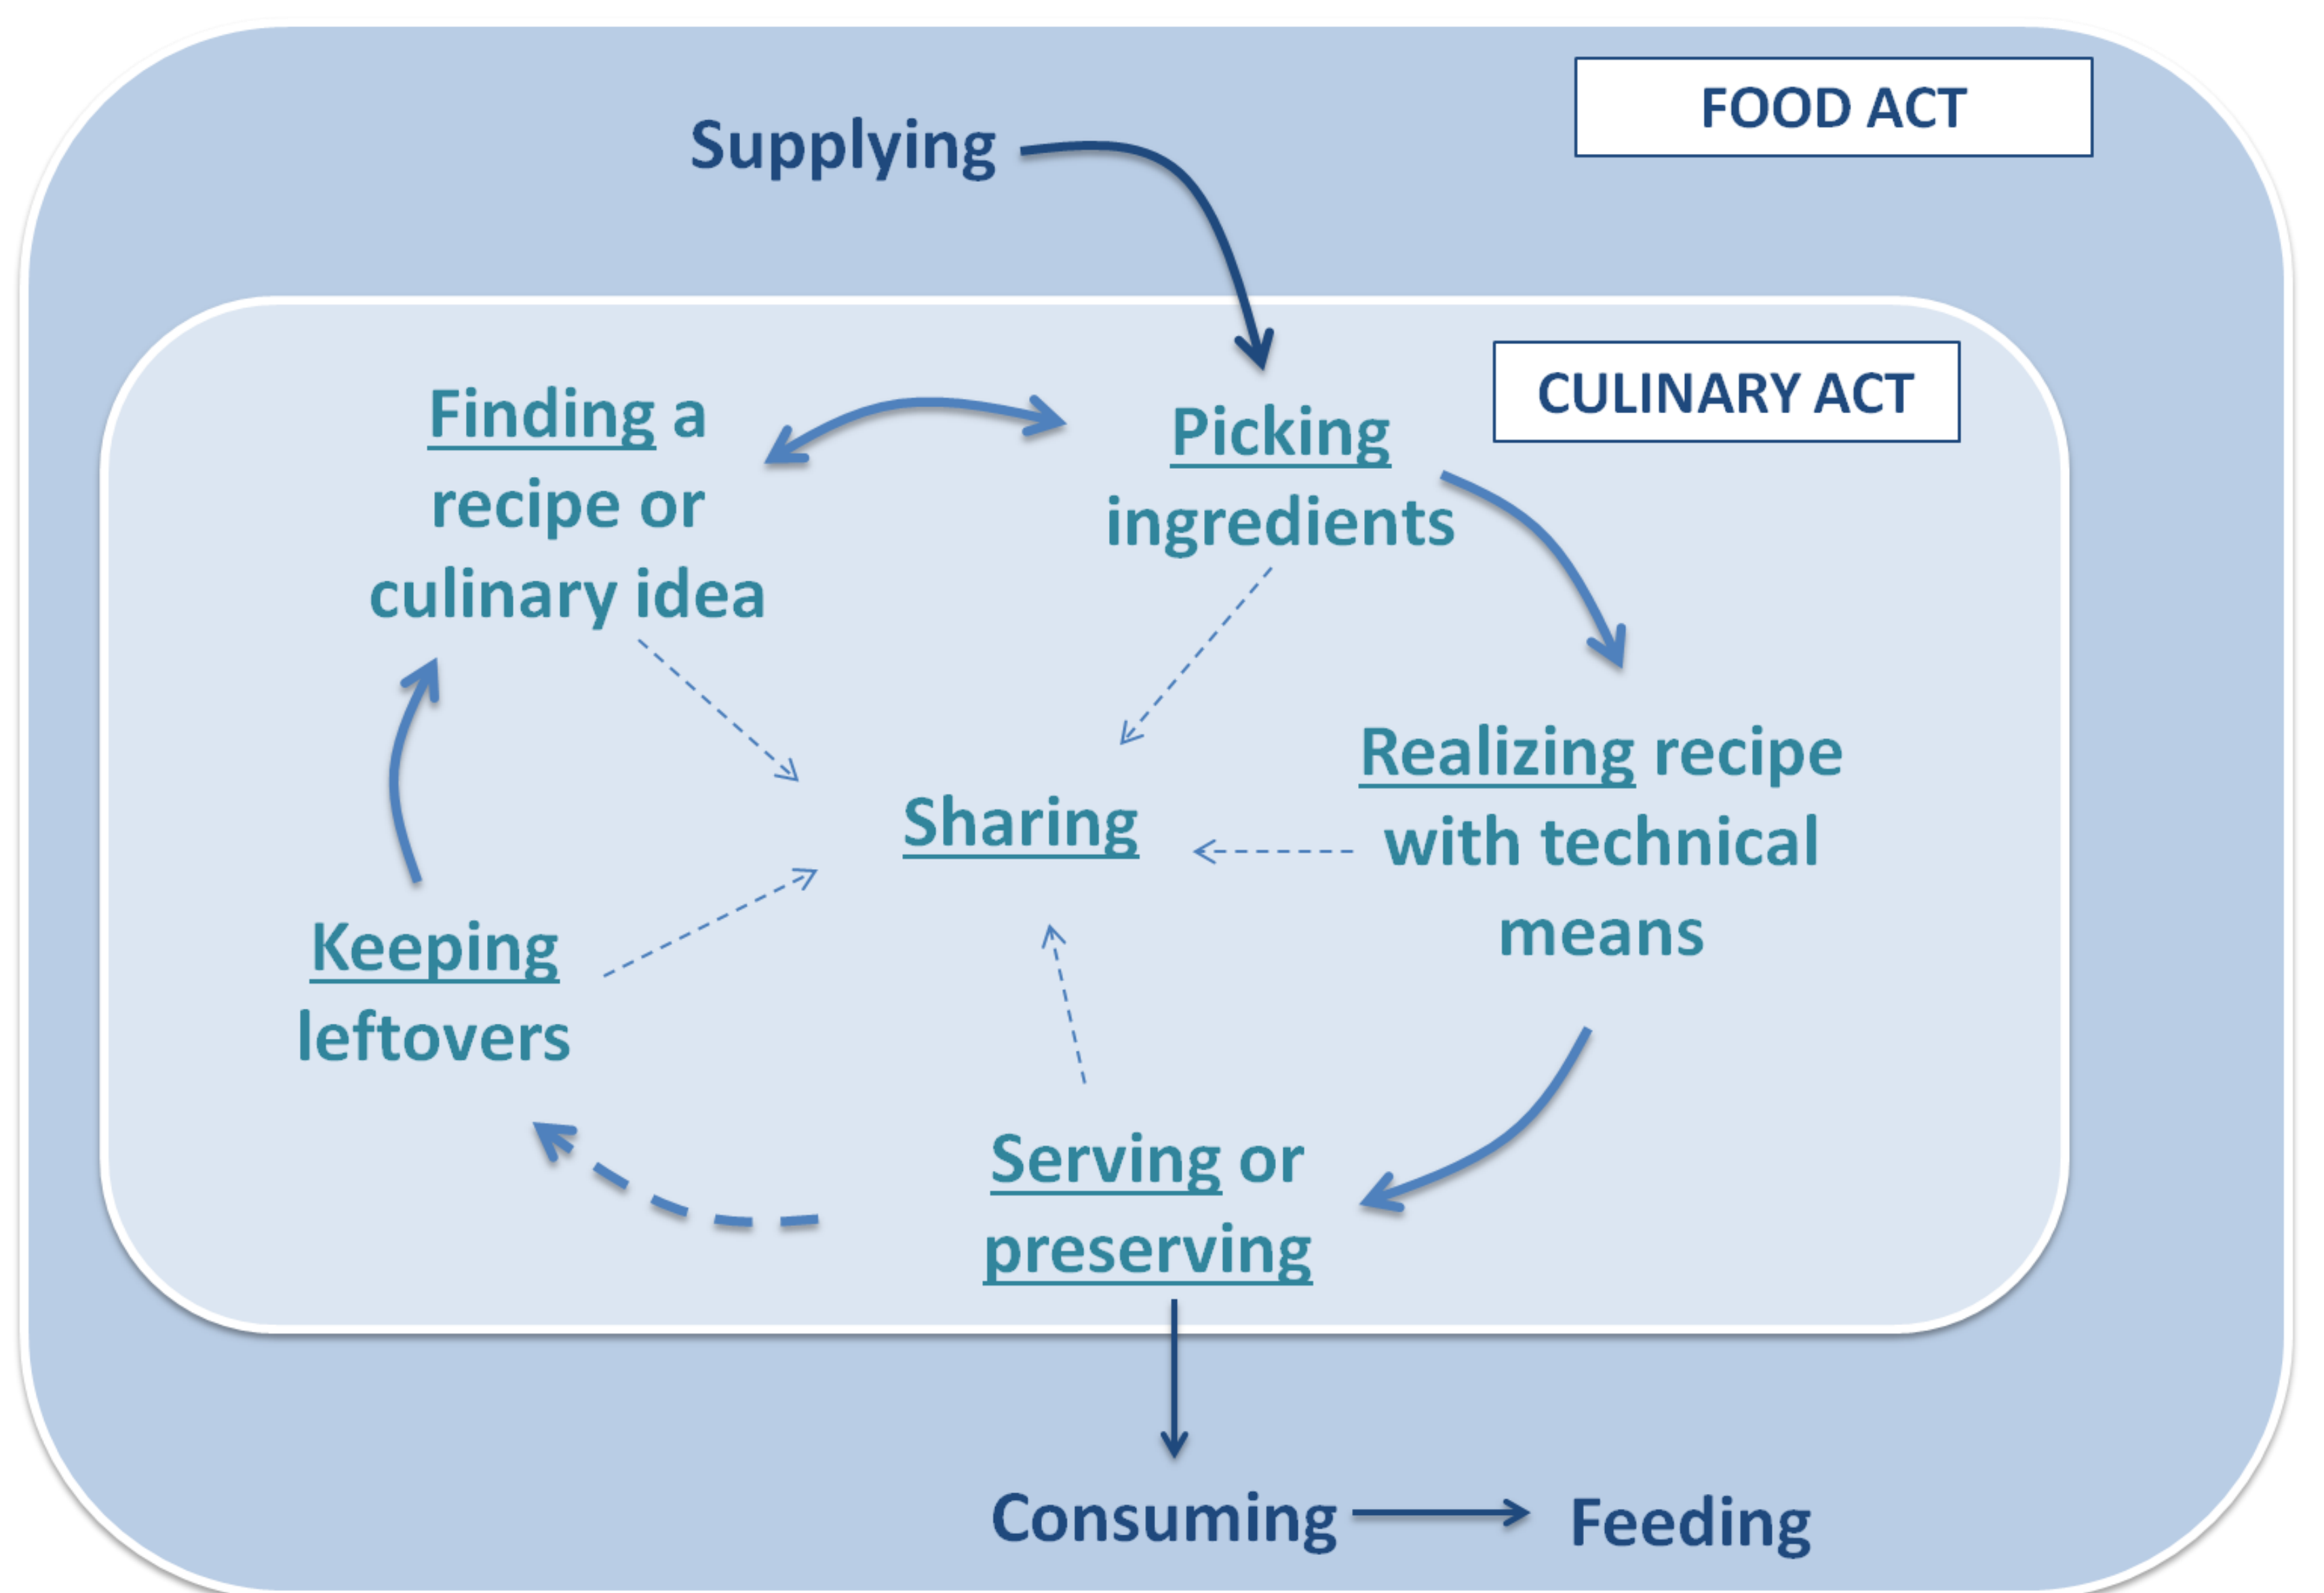 FOOD ACT
Supplying
CULINARY ACT
Finding a
recipe or
culinary idea
Picking
ingredients
Realizing recipe
with technical
means
Sharing
Keeping
leftovers
Serving or
preserving
Consuming
Feeding